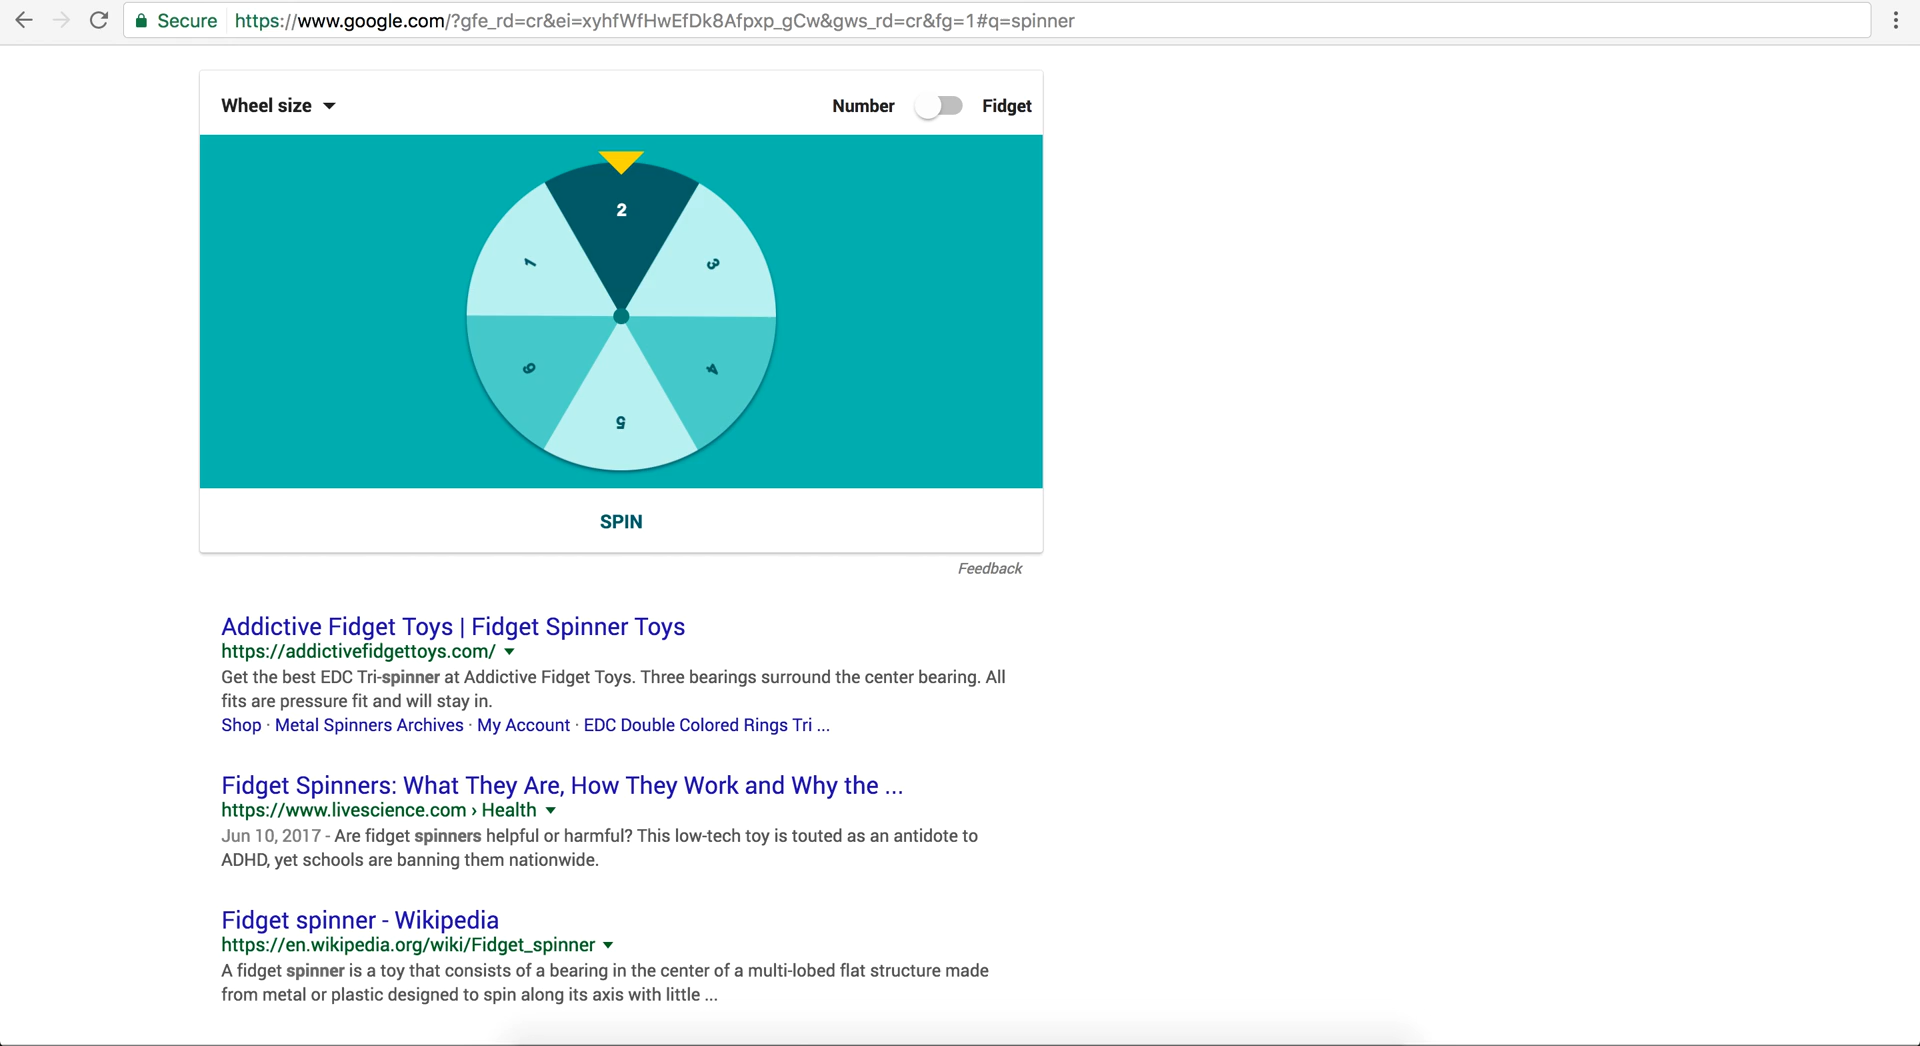 Secure https://www.google.com/?gfe_rd=cr&ei=xyhfWfHwEfDk8Afpxp_gCw&gws_rd=cr&fg=1#q=spinner
Wheel size Number Fidget
2
1 3
6 4
5
SPIN
Feedback
Addictive Fidget Toys | Fidget Spinner Toys
https://addictivefidgettoys.com/
Get the best EDC Tri-spinner at Addictive Fidget Toys. Three bearings surround the center bearing. All
fits are pressure fit and will stay in.
Shop · Metal Spinners Archives · My Account · EDC Double Colored Rings Tri ...
Fidget Spinners: What They Are, How They Work and Why the ...
https://www.livescience.com › Health
Jun 10, 2017 - Are fidget spinners helpful or harmful? This low-tech toy is touted as an antidote to
ADHD, yet schools are banning them nationwide.
Fidget spinner - Wikipedia
https://en.wikipedia.org/wiki/Fidget_spinner
A fidget spinner is a toy that consists of a bearing in the center of a multi-lobed flat structure made
from metal or plastic designed to spin along its axis with little ...